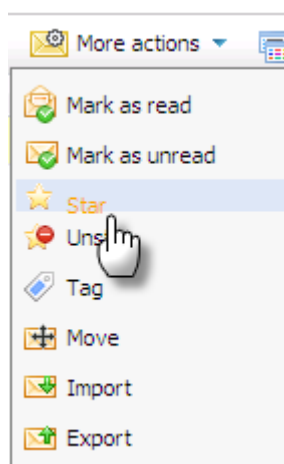 More actions
Mark as read
Mark as unread
Star
Tag
Move
Import
Export